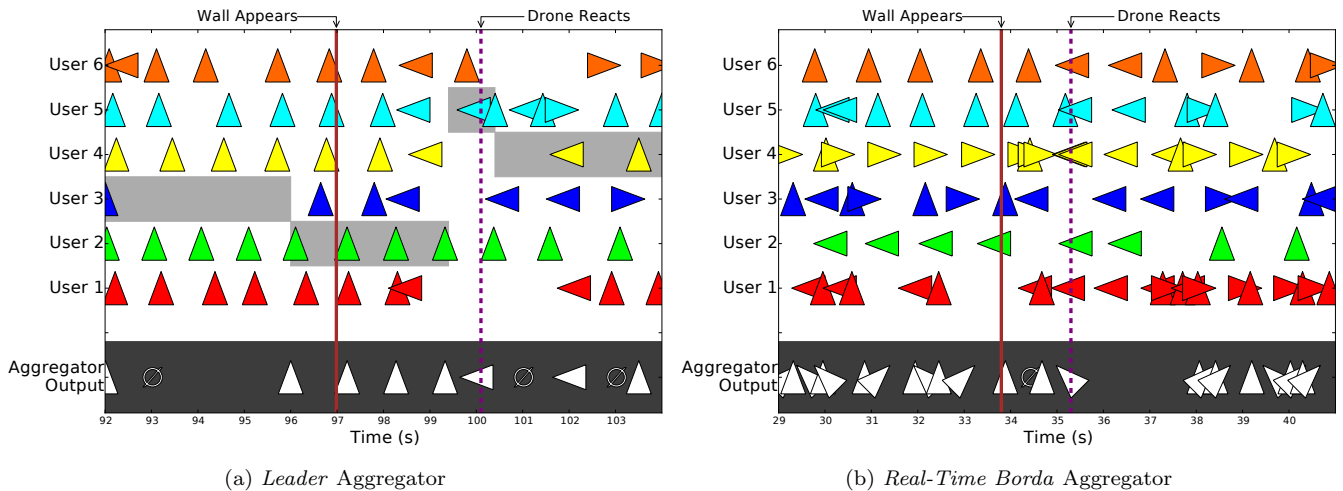 Wall Appears
Drone Reacts
User 6
User 5
User 4
User 3
User 2
User 1
Aggregator
Output
∅
∅
∅
92 93 94 95 96 97 98 99 100 101 102 103
Time (s)
(a) Leader Aggregator
Wall Appears
Drone Reacts
User 6
User 5
User 4
User 3
User 2
User 1
Aggregator
Output
∅
29 30 31 32 33 34 35 36 37 38 39 40
Time (s)
(b) Real-Time Borda Aggregator